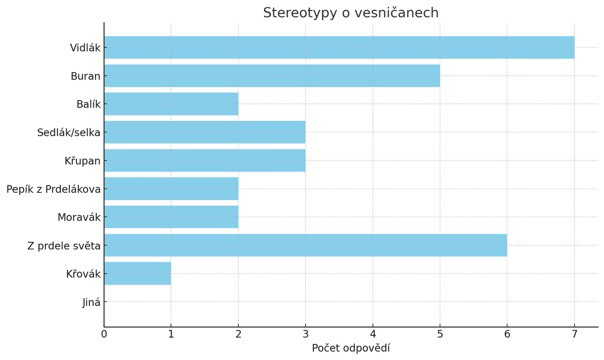 Stereotypy o vesničanech
Vidlák
Buran
Balík
Sedlák/selka
Křupan
Pepík z Prdelákova
Moravák
Z prdele světa
Křovák
Jiná
0 1 2 3 4 5 6 7
Počet odpovědí